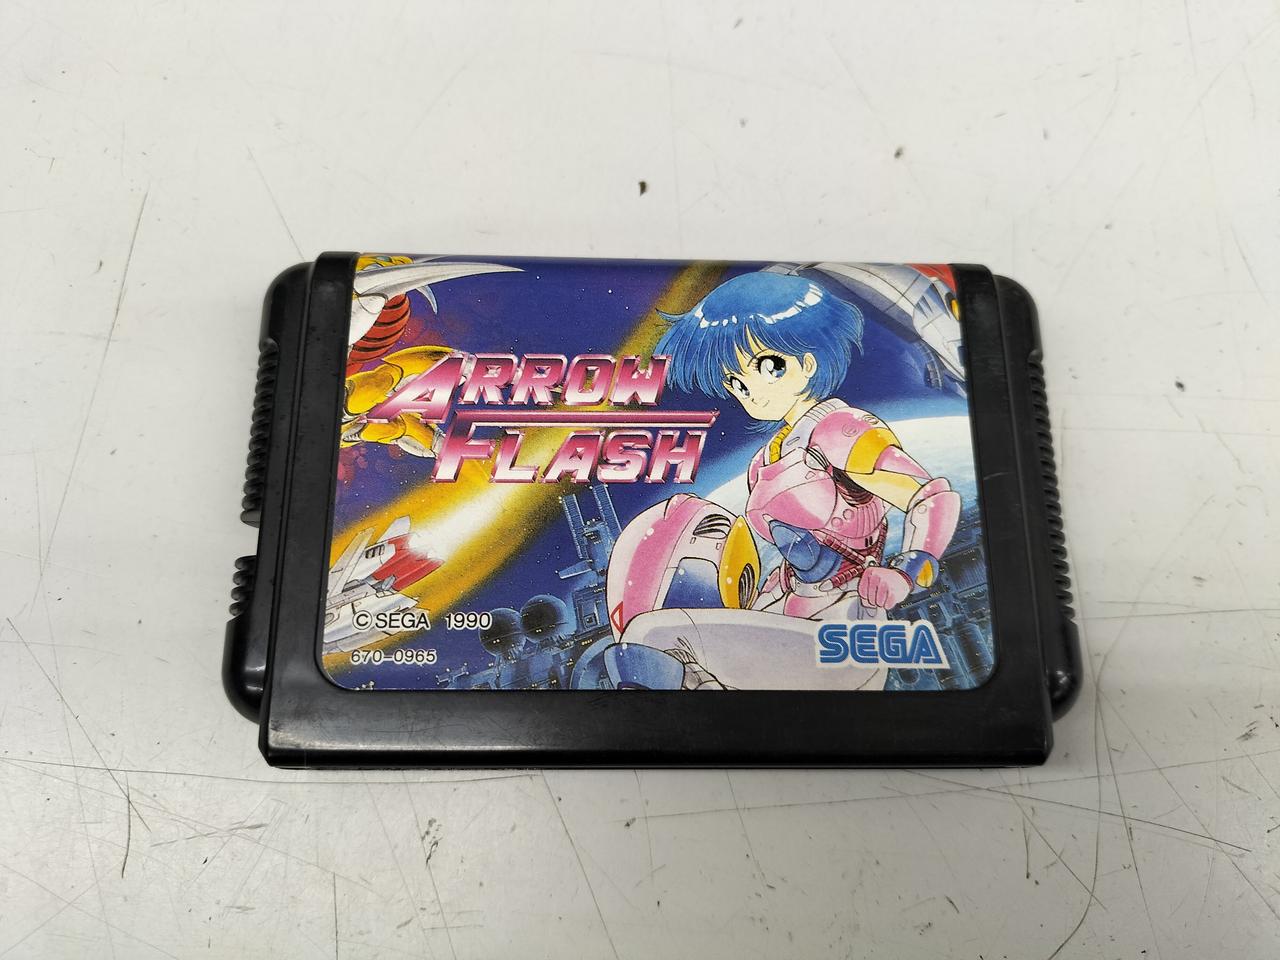 ARROW
FLASH
© SEGA 1990
670-0965
SEGA